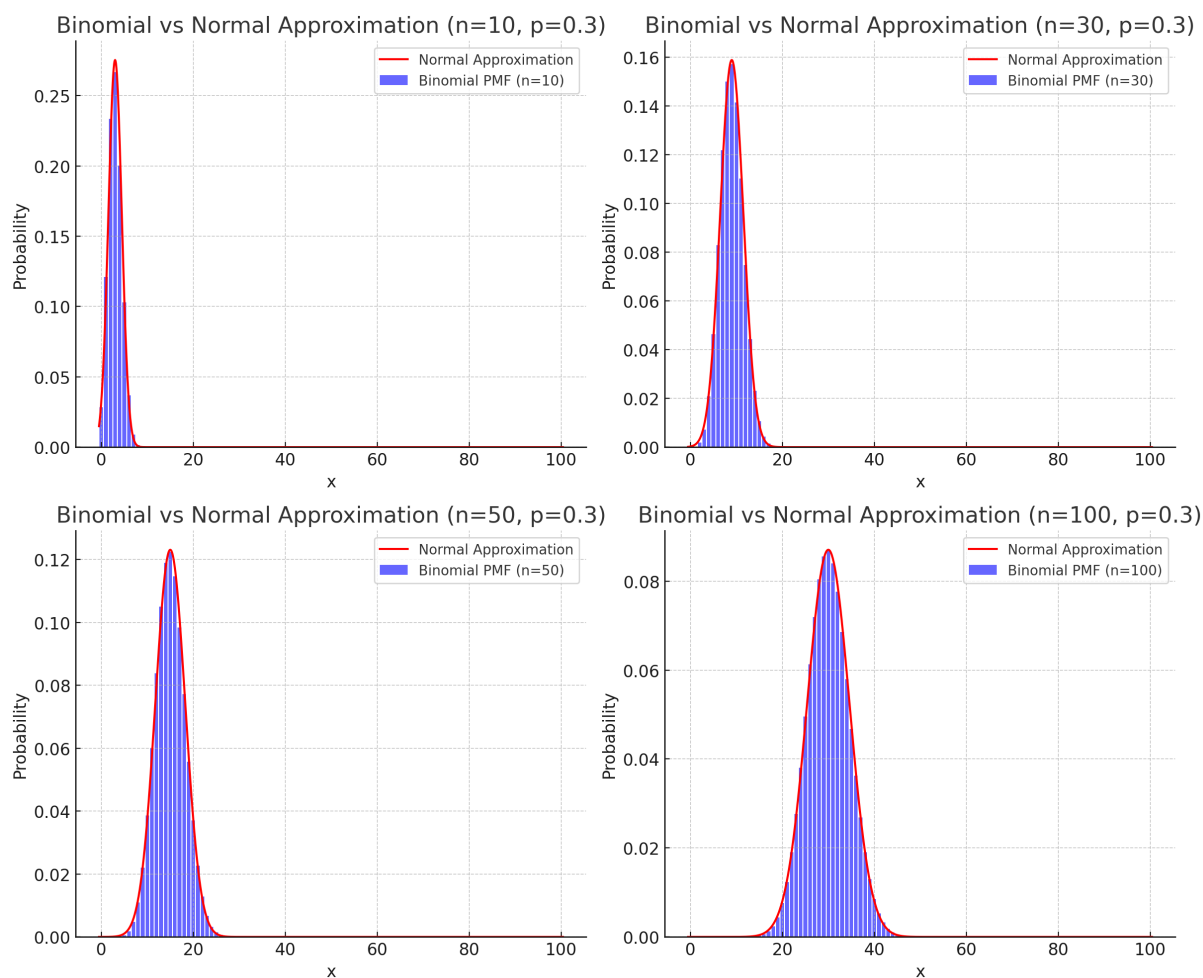 Binomial vs Normal Approximation (n=10, p=0.3)
Normal Approximation
Binomial PMF (n=10)
0.25
0.20
0.15
0.10
0.05
0.00
Probability
0 20 40 60 80 100
x
Binomial vs Normal Approximation (n=30, p=0.3)
Normal Approximation
Binomial PMF (n=30)
0.16
0.14
0.12
0.10
0.08
0.06
0.04
0.02
0.00
Probability
0 20 40 60 80 100
x
Binomial vs Normal Approximation (n=50, p=0.3)
Normal Approximation
Binomial PMF (n=50)
0.12
0.10
0.08
0.06
0.04
0.02
0.00
Probability
0 20 40 60 80 100
x
Binomial vs Normal Approximation (n=100, p=0.3)
Normal Approximation
Binomial PMF (n=100)
0.08
0.06
0.04
0.02
0.00
Probability
0 20 40 60 80 100
x